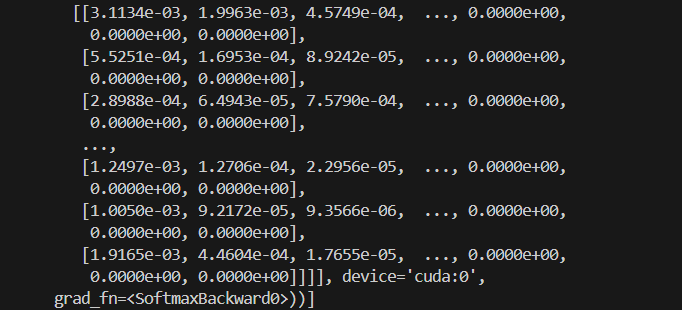 [[3.1134e-03, 1.9963e-03, 4.5749e-04,  ..., 0.0000e+00,
0.0000e+00, 0.0000e+00],
[5.5251e-04, 1.6953e-04, 8.9242e-05,  ..., 0.0000e+00,
0.0000e+00, 0.0000e+00],
[2.8988e-04, 6.4943e-05, 7.5790e-04,  ..., 0.0000e+00,
0.0000e+00, 0.0000e+00],
...,
[1.2497e-03, 1.2706e-04, 2.2956e-05,  ..., 0.0000e+00,
0.0000e+00, 0.0000e+00],
[1.0050e-03, 9.2172e-05, 9.3566e-06,  ..., 0.0000e+00,
0.0000e+00, 0.0000e+00],
[1.9165e-03, 4.4604e-04, 1.7655e-05,  ..., 0.0000e+00,
0.0000e+00, 0.0000e+00]]]], device='cuda:0',
grad_fn=<SoftmaxBackward0>))]